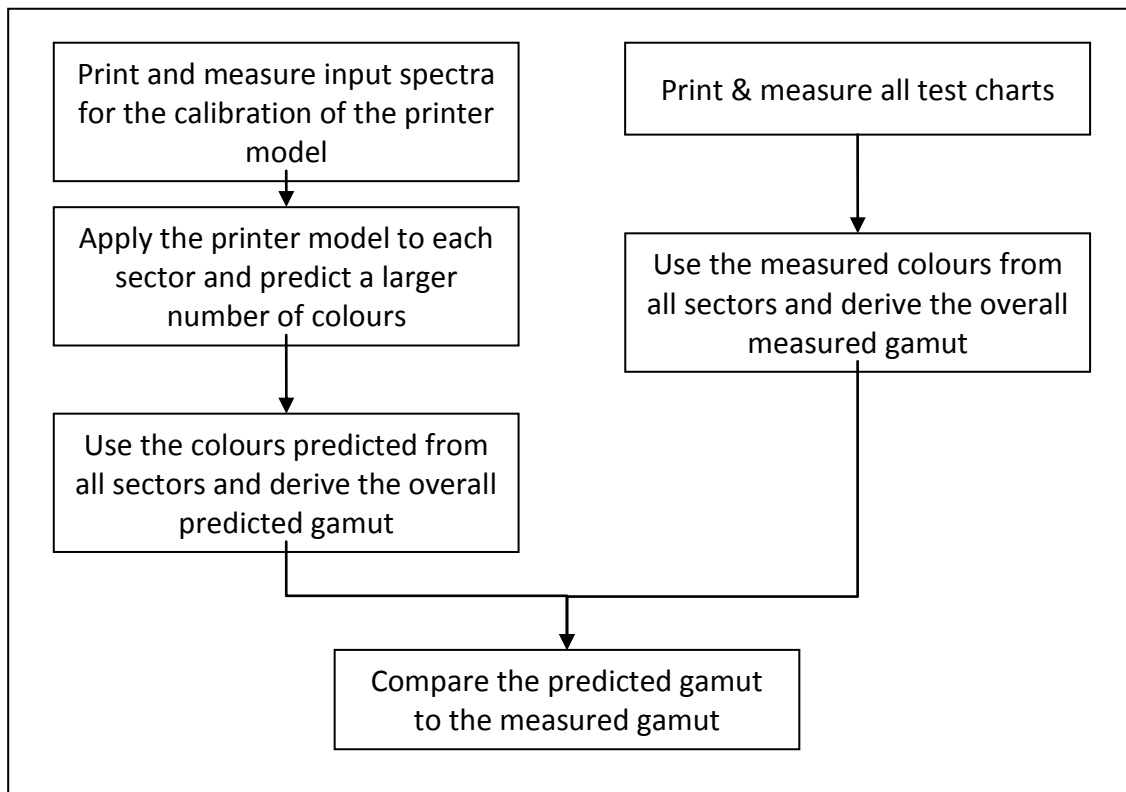 Print and measure input spectra
for the calibration of the printer
model
Apply the printer model to each
sector and predict a larger
number of colours
Use the colours predicted from
all sectors and derive the overall
predicted gamut
Print & measure all test charts
Use the measured colours from
all sectors and derive the overall
measured gamut
Compare the predicted gamut
to the measured gamut